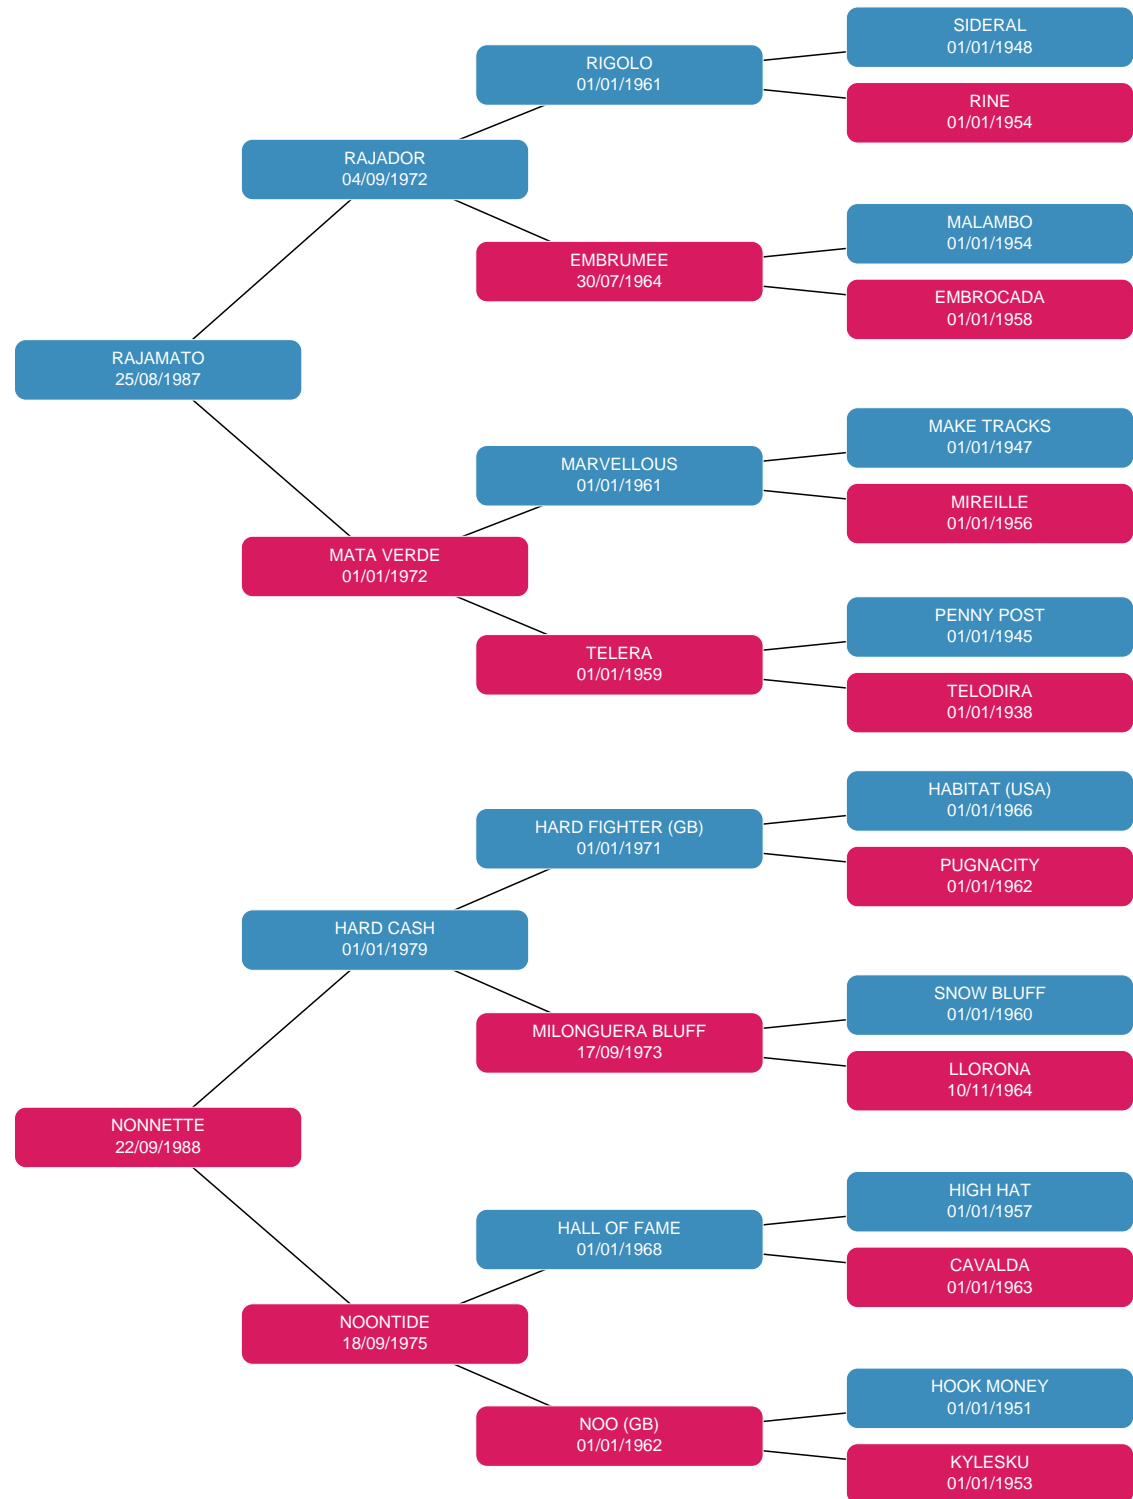 SIDERAL
01/01/1948
RIGOLO
01/01/1961
RINE
01/01/1954
RAJADOR
04/09/1972
MALAMBO
01/01/1954
EMBRUMEE
30/07/1964
EMBROCADA
01/01/1958
RAJAMATO
25/08/1987
MAKE TRACKS
01/01/1947
MARVELLOUS
01/01/1961
MIREILLE
01/01/1956
MATA VERDE
01/01/1972
PENNY POST
01/01/1945
TELERA
01/01/1959
TELODIRA
01/01/1938
HABITAT (USA)
01/01/1966
HARD FIGHTER (GB)
01/01/1971
PUGNACITY
01/01/1962
HARD CASH
01/01/1979
SNOW BLUFF
01/01/1960
MILONGUERA BLUFF
17/09/1973
LLORONA
10/11/1964
NONNETTE
22/09/1988
HIGH HAT
01/01/1957
HALL OF FAME
01/01/1968
CAVALDA
01/01/1963
NOONTIDE
18/09/1975
HOOK MONEY
01/01/1951
NOO (GB)
01/01/1962
KYLESKU
01/01/1953